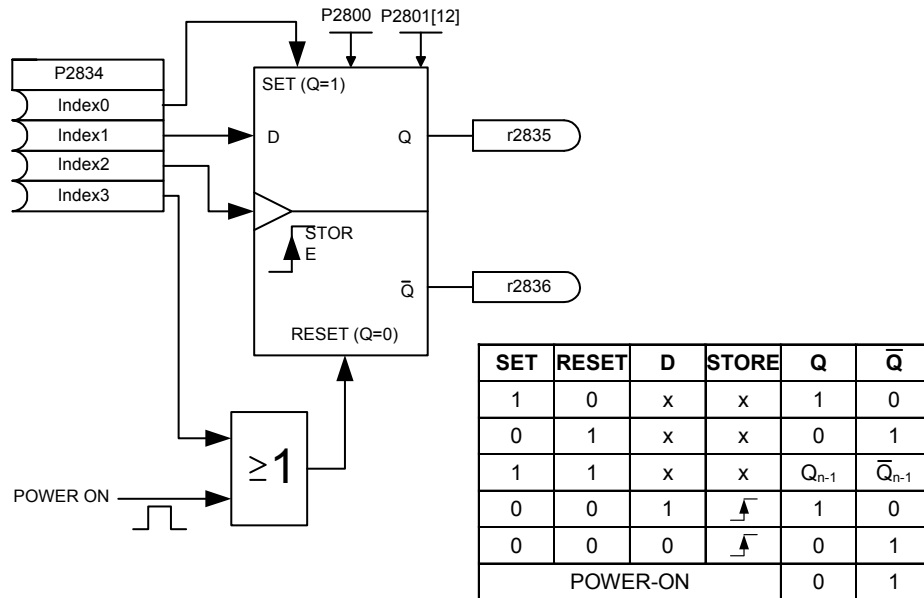 P2800 P2801[12]
P2834
Index0
Index1
Index2
Index3
SET (Q=1)
D
Q
r2835
STOR
E
Q̅
r2836
RESET (Q=0)
≥1
POWER ON
SET RESET D STORE Q Q̅
1 0 x x 1 0
0 1 x x 0 1
1 1 x x Qn-1 Q̅n-1
0 0 1 1 0
0 0 0 0 1
POWER-ON 0 1